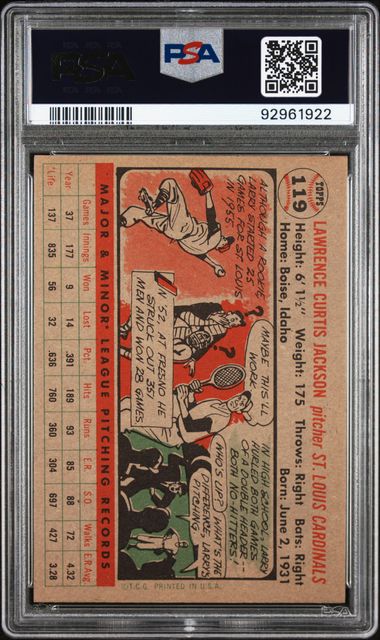 PSA
PSA
92961922
TOPPS
119
LAWRENCE CURTIS JACKSON pitcher ST. LOUIS CARDINALS
Height: 6' 1½" Weight: 175 Throws: Right Bats: Right
Home: Boise, Idaho Born: June 2, 1931
ALTHOUGH A ROOKIE
LARRY STARTED 25
GAMES FOR ST. LOUIS
IN 1955.
MAYBE THIS'LL
WORK
?
?
IN '52, AT FRESNO HE
STRUCK OUT 351
MEN AND WON 28 GAMES.
IN HIGH SCHOOL, LARRY
HURLED BOTH GAMES
OF A DOUBLE HEADER--
BOTH NO-HITTERS!
WHO'S UP?
WHAT'S THE
DIFFERENCE, LARRY'S
PITCHING
MAJOR & MINOR LEAGUE PITCHING RECORDS
Games Innings Won Lost Pct. Hits Runs E.R. S.O. Walks E.R.Avg.
Year 37 177 9 14 .391 189 93 85 88 72 4.32
'Life 137 835 56 32 .636 760 360 304 697 427 3.28
©T.C.G. PRINTED IN U.S.A.